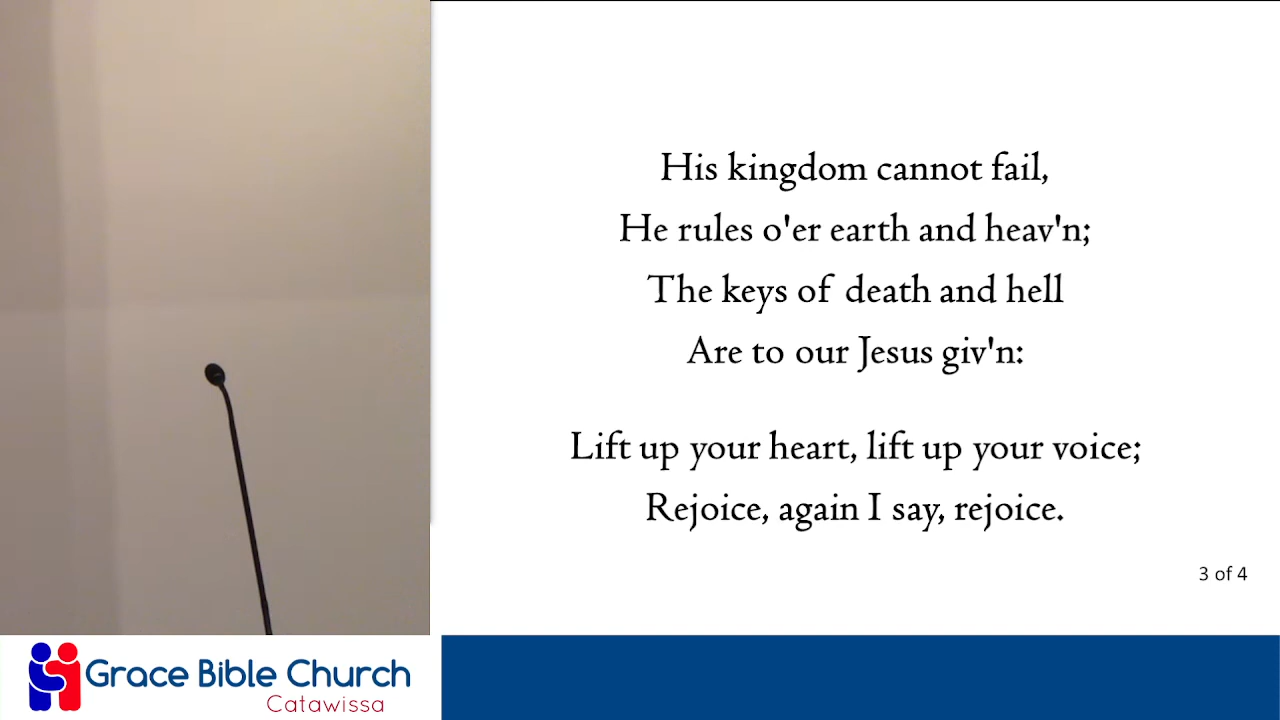 His kingdom cannot fail,
He rules o'er earth and heav'n;
The keys of death and hell
Are to our Jesus giv'n:
Lift up your heart, lift up your voice;
Rejoice, again I say, rejoice.
3 of 4
Grace Bible Church
Catawissa